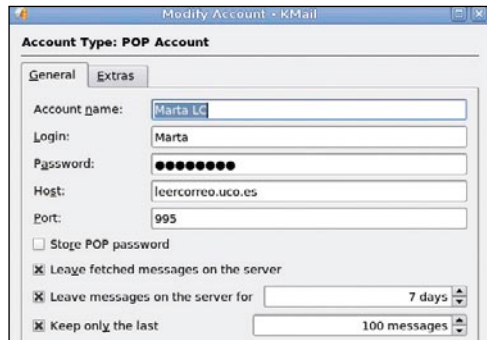 Modify Account - KMail
Account Type: POP Account
General Extras
Account name: Marta LC
Login: Marta
Password: ●●●●●●●●
Host: leercorreo.uco.es
Port: 995
Store POP password
Leave fetched messages on the server
Leave messages on the server for 7 days
Keep only the last 100 messages